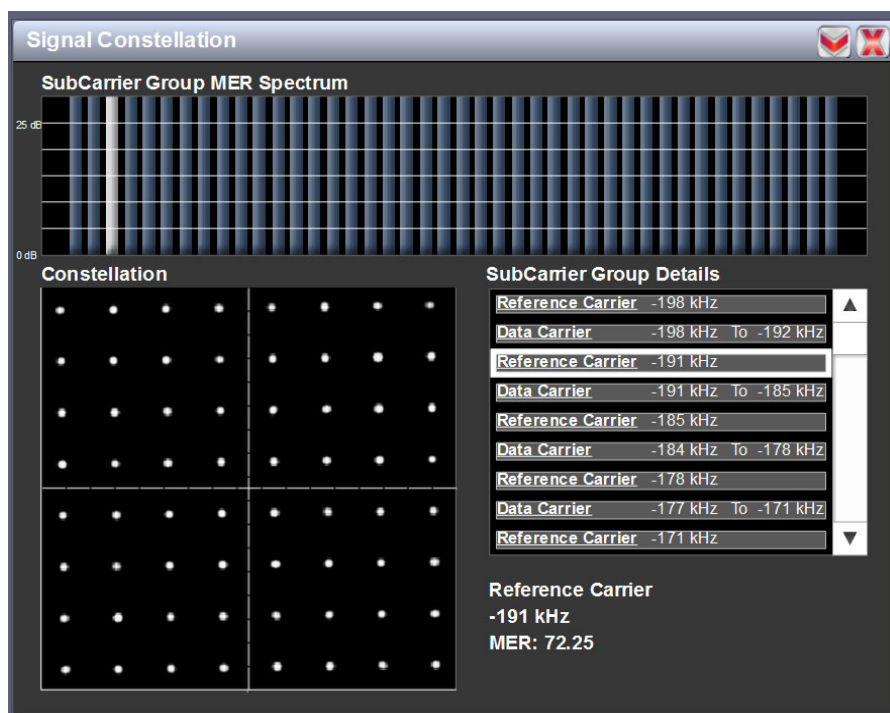 Signal Constellation
SubCarrier Group MER Spectrum
25 dB
0 dB
Constellation
SubCarrier Group Details
Reference Carrier -198 kHz
Data Carrier -198 kHz To -192 kHz
Reference Carrier -191 kHz
Data Carrier -191 kHz To -185 kHz
Reference Carrier -185 kHz
Data Carrier -184 kHz To -178 kHz
Reference Carrier -178 kHz
Data Carrier -177 kHz To -171 kHz
Reference Carrier -171 kHz
Reference Carrier
-191 kHz
MER: 72.25